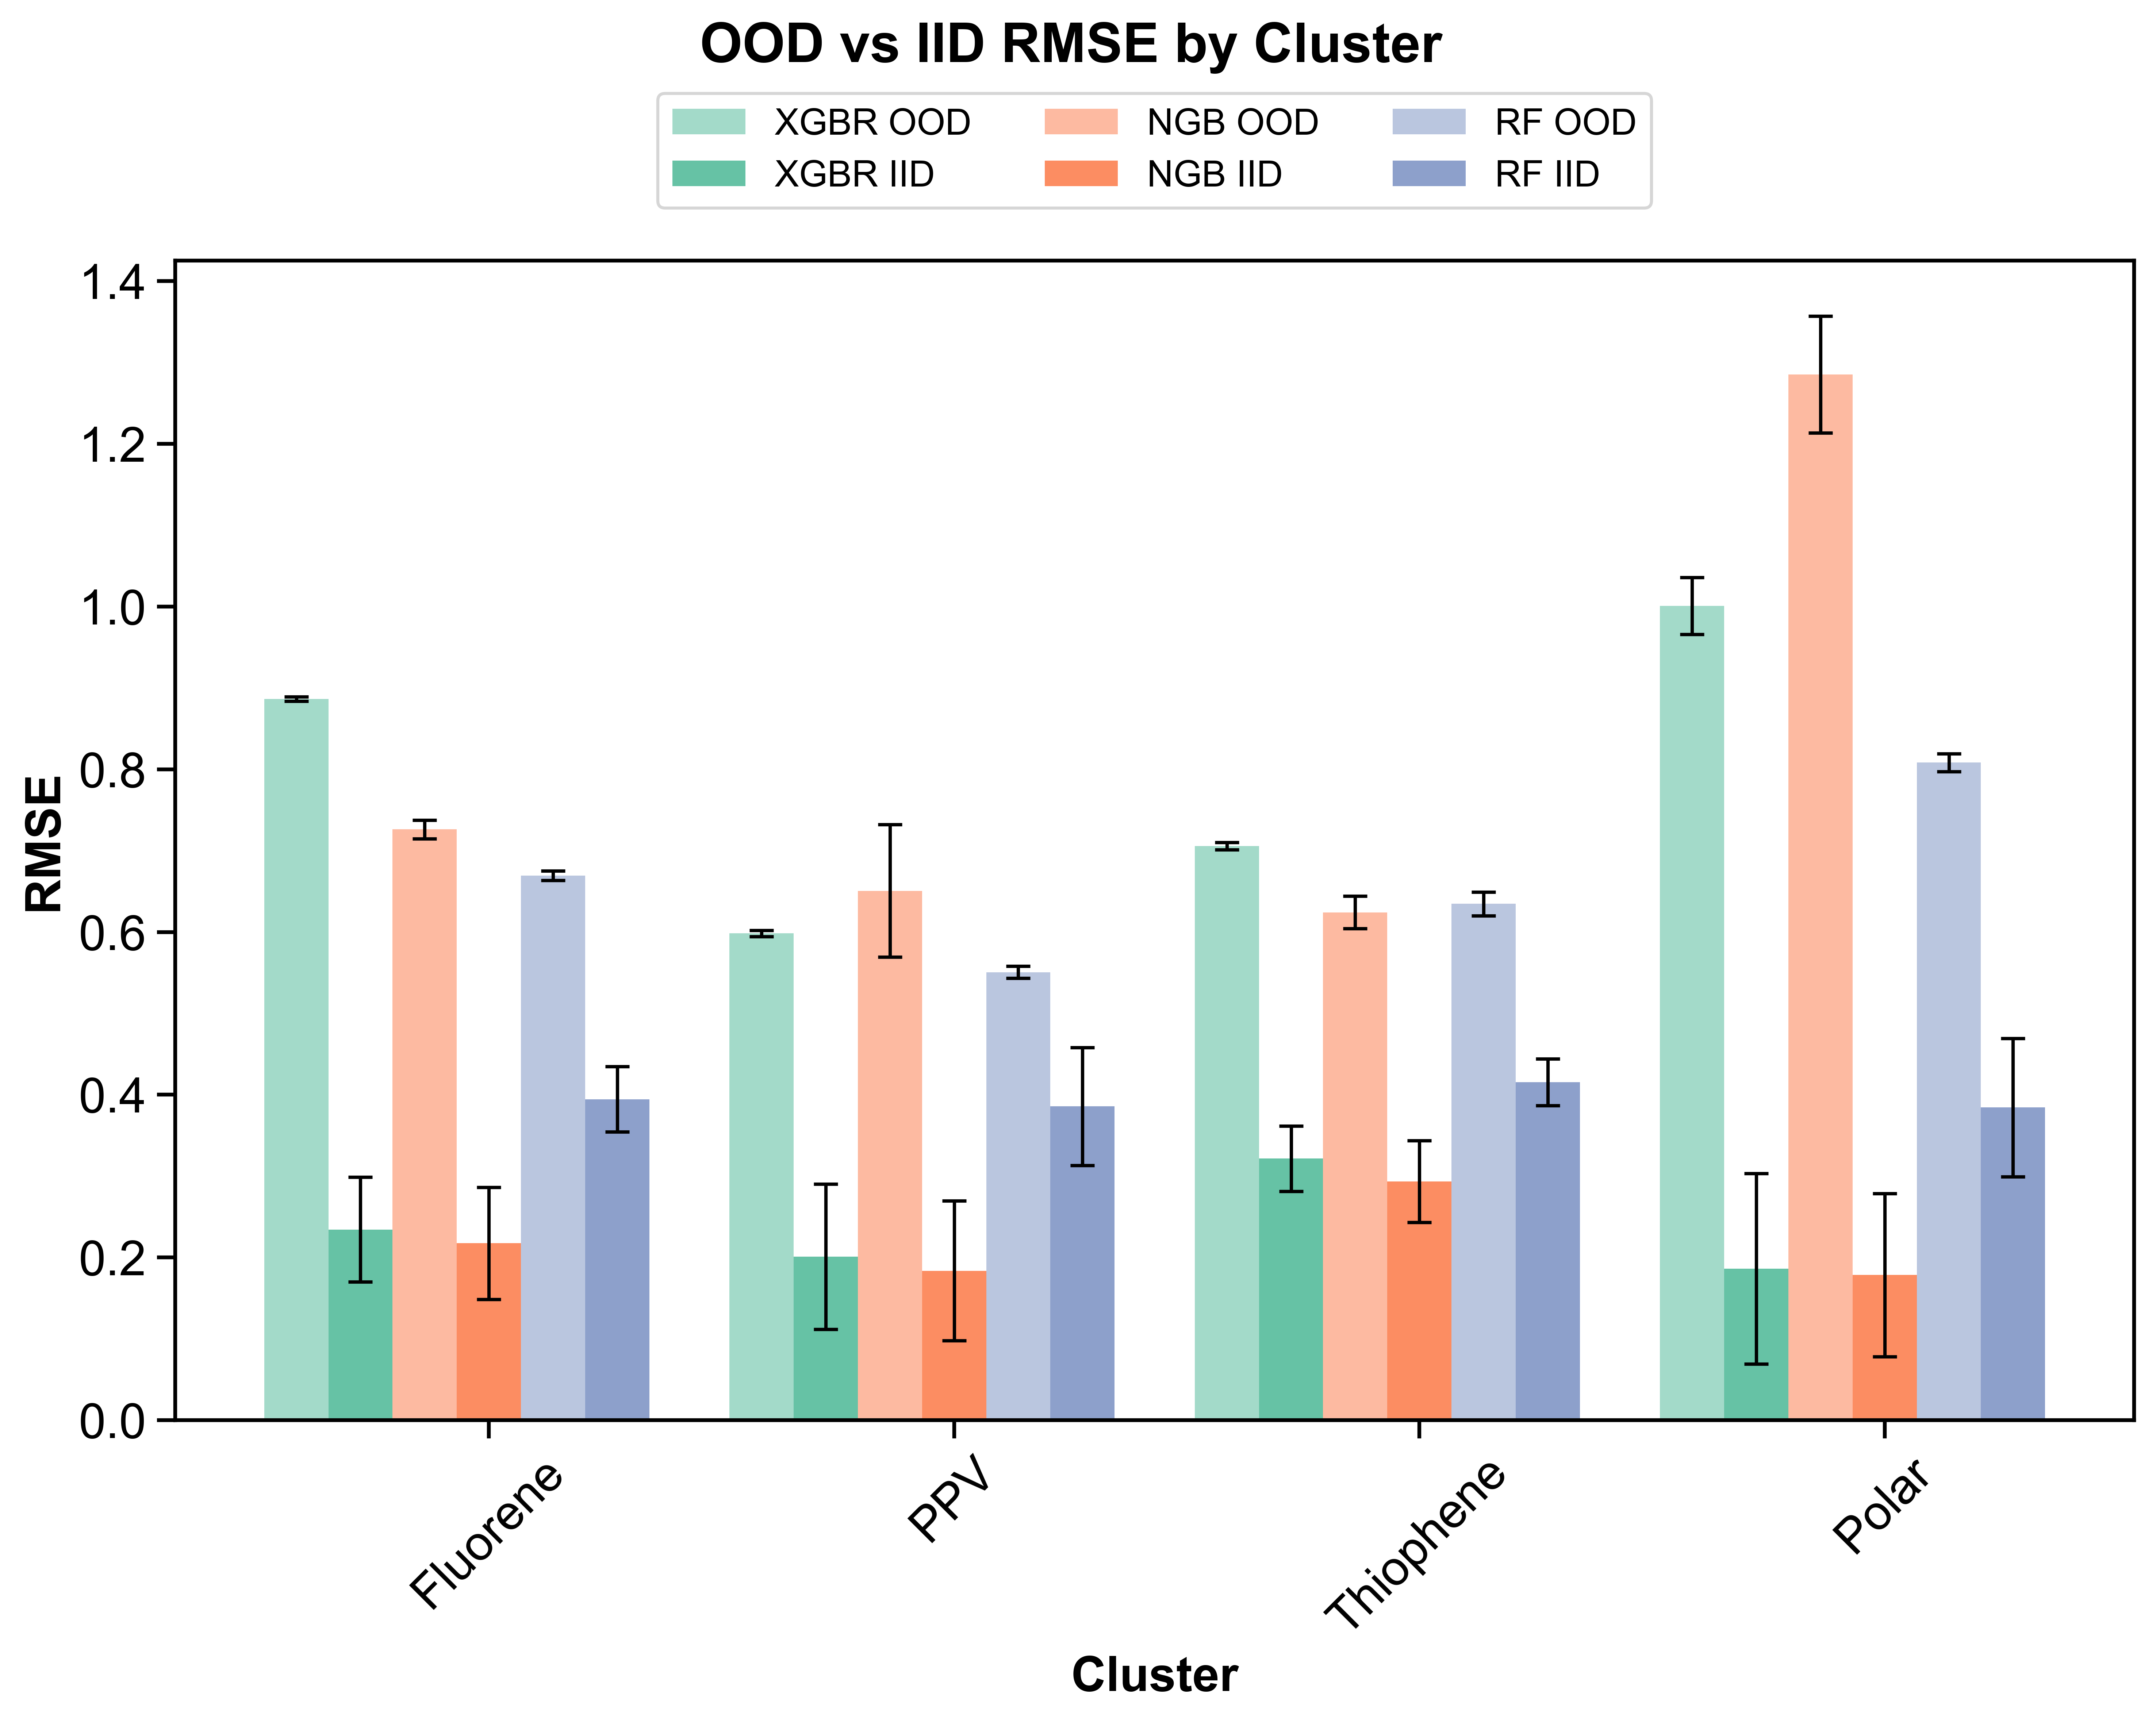 OOD vs IID RMSE by Cluster
XGBR OOD
NGB OOD
RF OOD
XGBR IID
NGB IID
RF IID
1.4
1.2
1.0
0.8
0.6
0.4
0.2
0.0
RMSE
Fluorene
PPV
Thiophene
Polar
Cluster